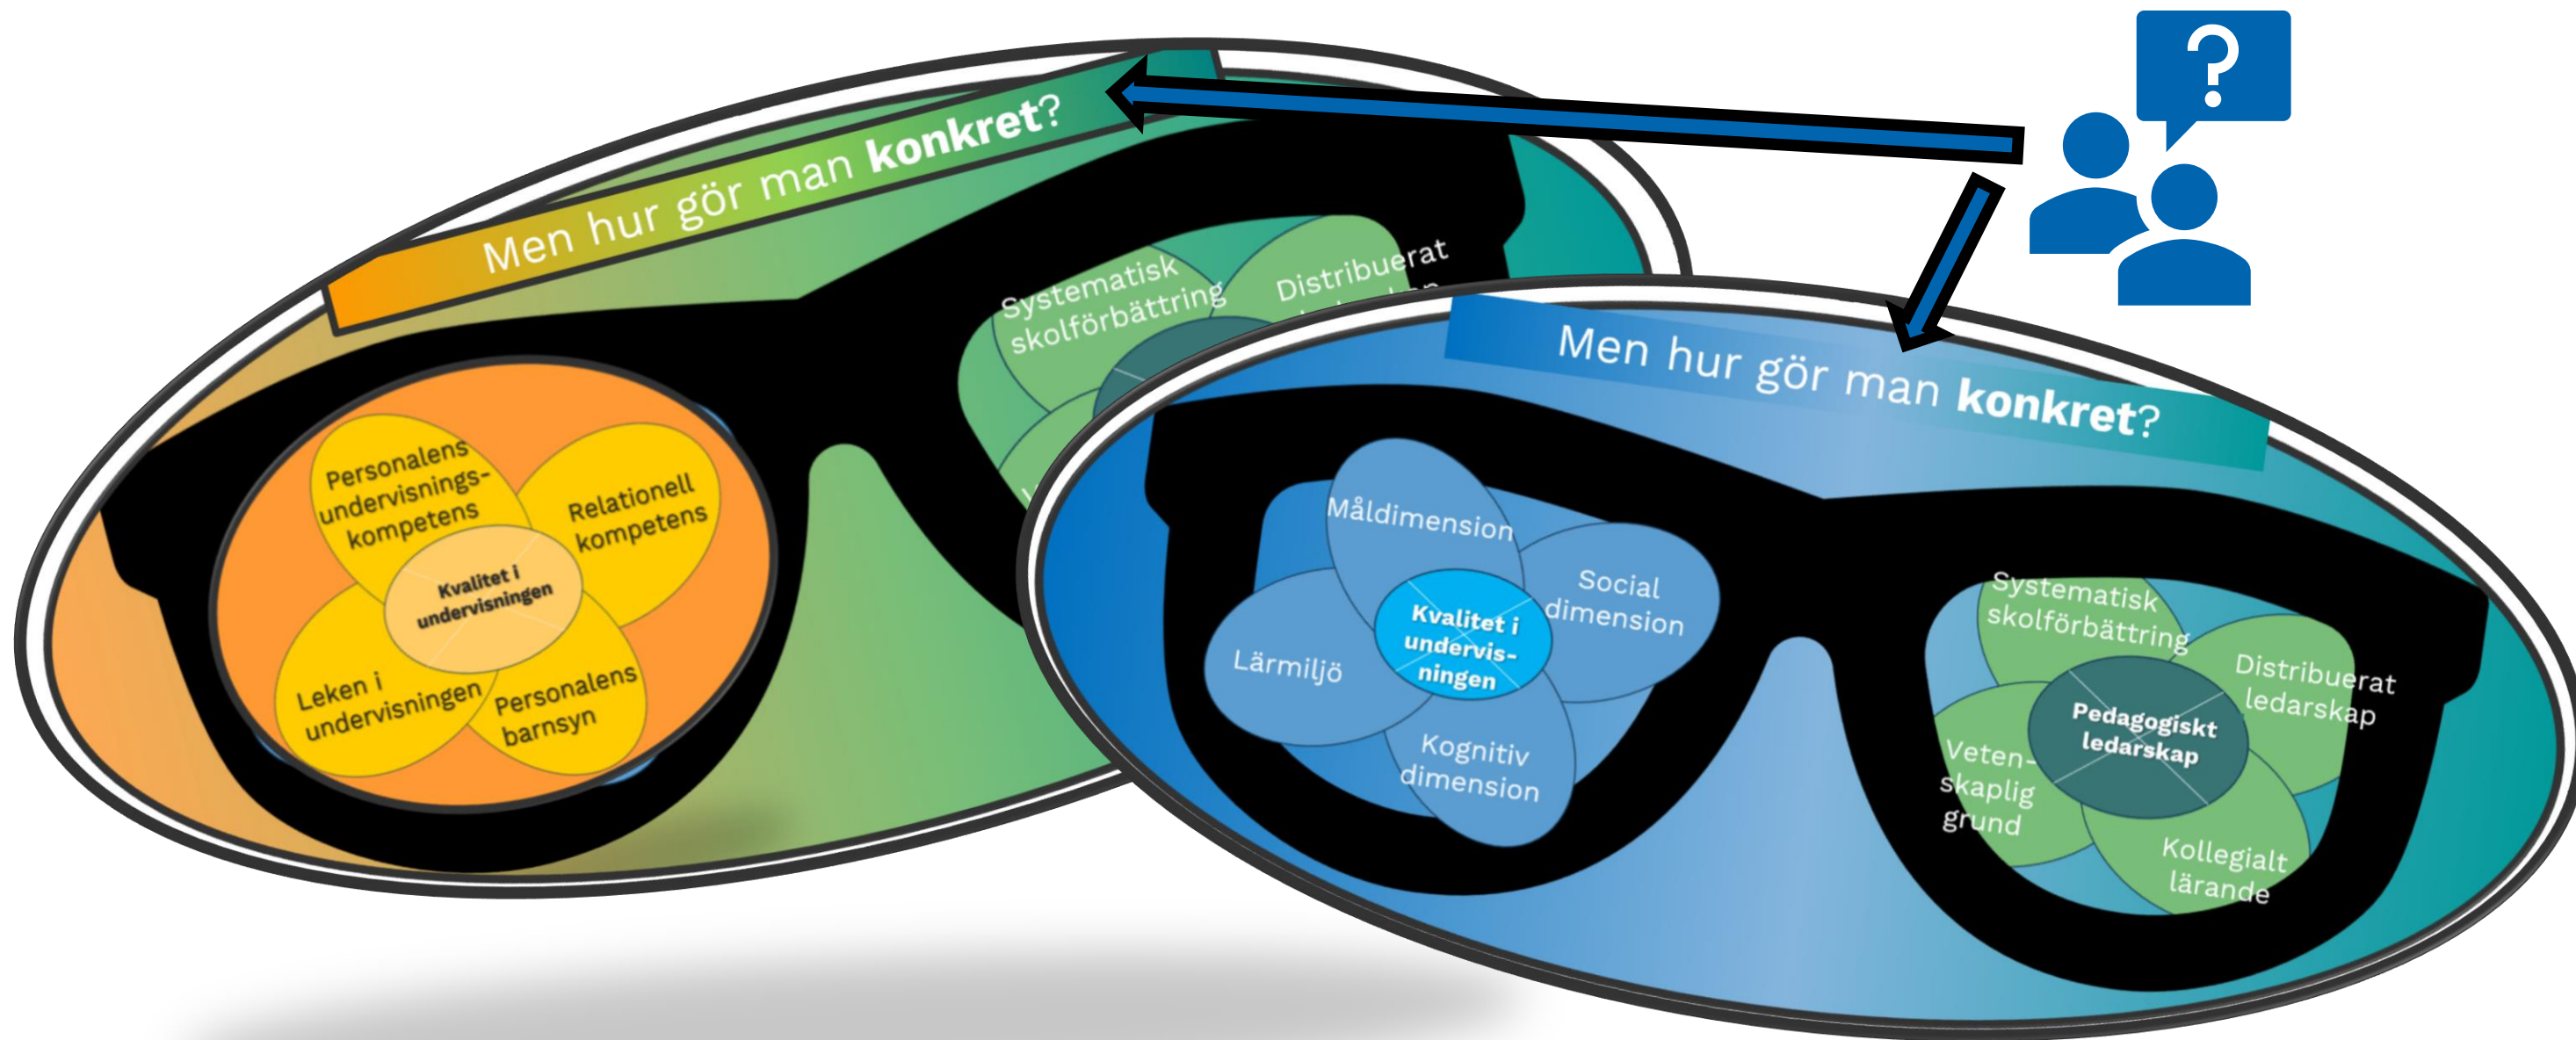 ?
Men hur gör man konkret?
Personalens
undervisnings-
kompetens
Relationell
kompetens
Kvalitet i
undervisningen
Leken i
undervisningen
Personalens
barnsyn
Systematisk
skolförbättring
Distribuerat
Men hur gör man konkret?
Måldimension
Social
dimension
Kvalitet i
undervis-
ningen
Lärmiljö
Kognitiv
dimension
Systematisk
skolförbättring
Distribuerat
ledarskap
Pedagogiskt
ledarskap
Veten-
skaplig
grund
Kollegialt
lärande